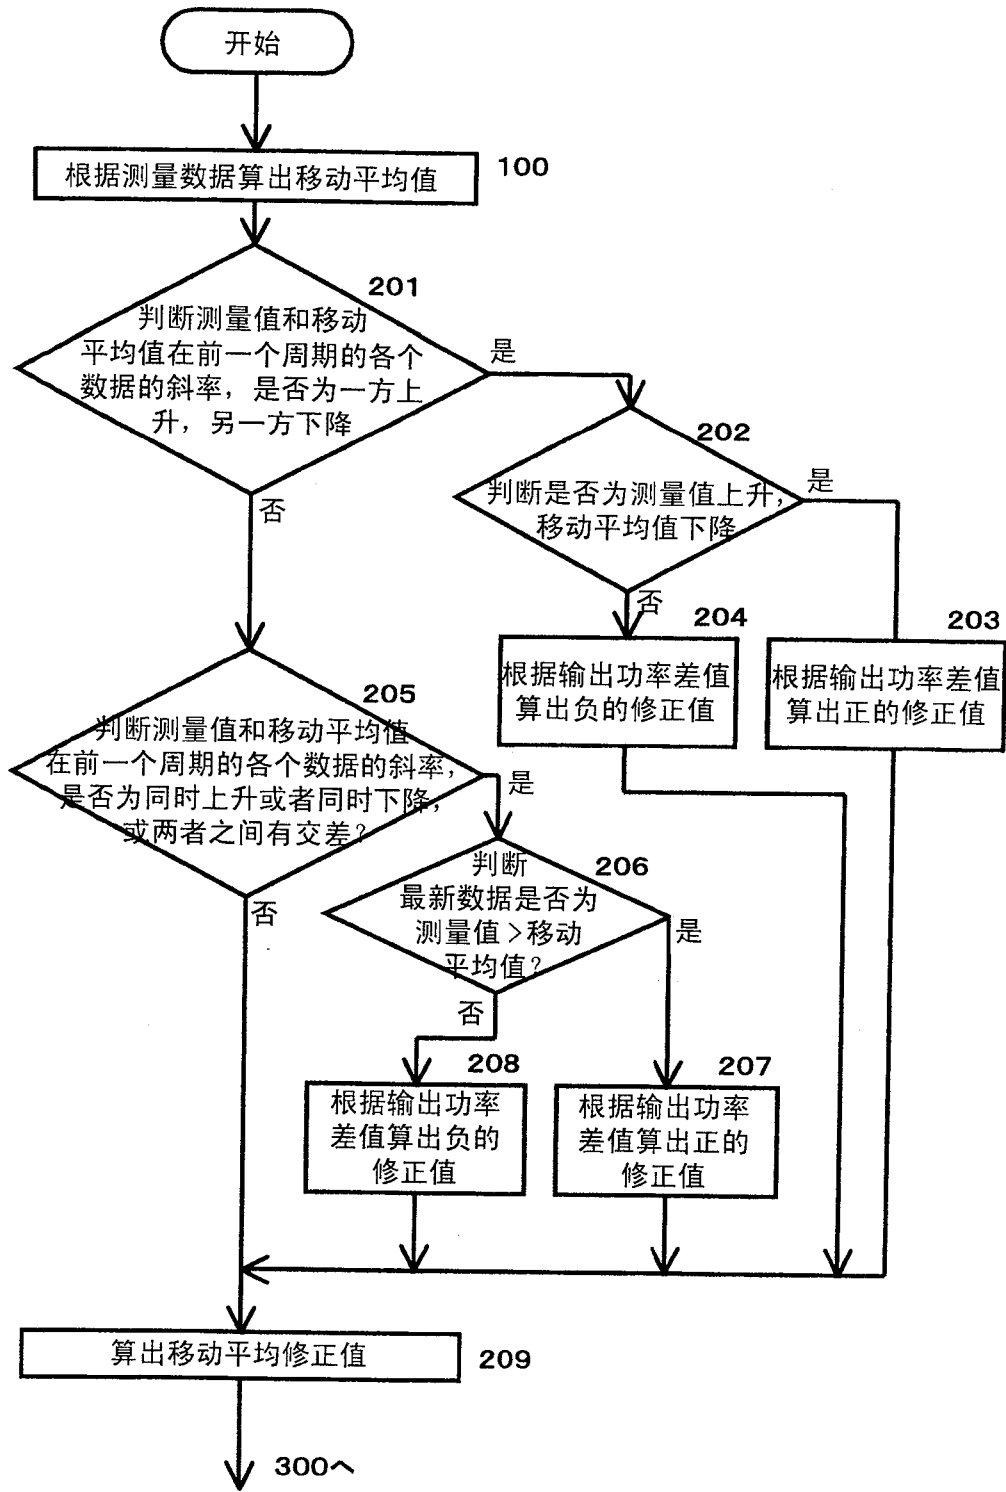 开始
根据测量数据算出移动平均值
100
201
判断测量值和移动
平均值在前一个周期的各个
数据的斜率，是否为一方上
升，另一方下降
是
否
202
判断是否为测量值上升，
移动平均值下降
是
否
204
根据输出功率差值
算出负的修正值
203
根据输出功率差值
算出正的修正值
205
判断测量值和移动平均值
在前一个周期的各个数据的斜率，
是否为同时上升或者同时下降，
或两者之间有交差？
是
否
206
判断
最新数据是否为
测量值＞移动
平均值？
是
否
208
根据输出功率
差值算出负的
修正值
207
根据输出功率
差值算出正的
修正值
算出移动平均修正值
209
300へ